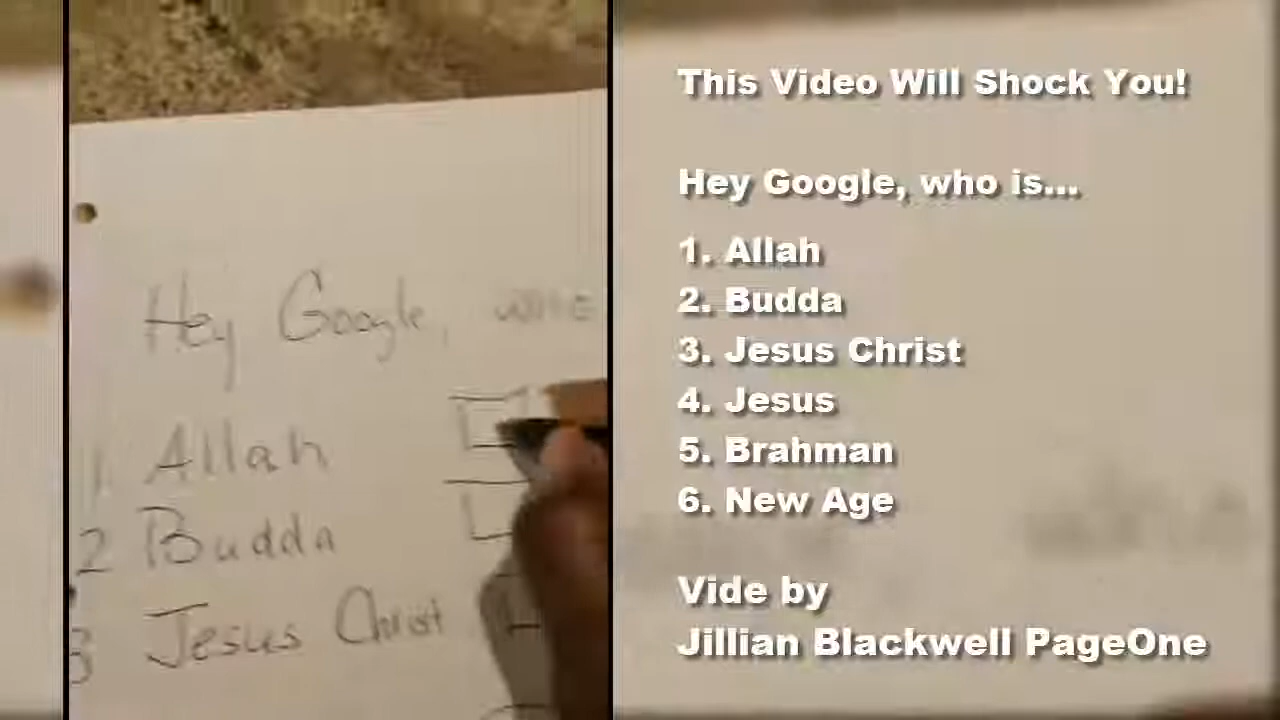 Hey Google, who is
1. Allah
2 Budda
3 Jesus Christ
This Video Will Shock You!
Hey Google, who is...
1. Allah
2. Budda
3. Jesus Christ
4. Jesus
5. Brahman
6. New Age
Vide by
Jillian Blackwell PageOne